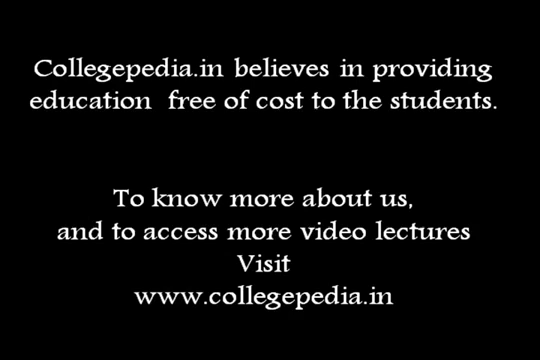 Collegepedia.in believes in providing
education free of cost to the students.
To know more about us,
and to access more video lectures
Visit
www.collegepedia.in